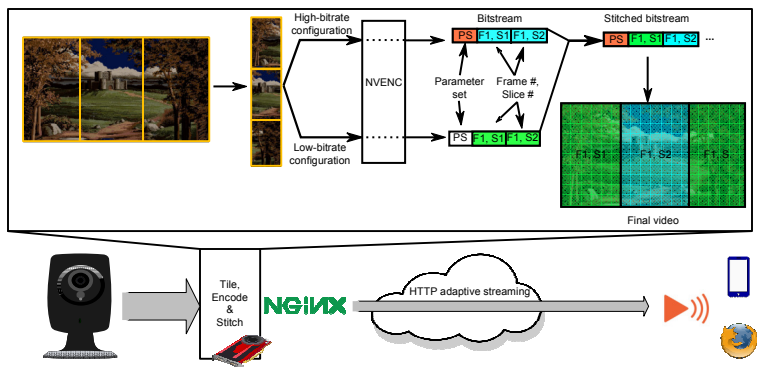 High-bitrate
configuration
Low-bitrate
configuration
NVENC
Bitstream
PS F1, S1 F1, S2
Parameter
set
Frame #,
Slice #
PS F1, S1 F1, S2
Stitched bitstream
PS F1, S1 F1, S2 ...
F1, S1 F1, S2 F1, S.
Final video
Tile,
Encode
&
Stitch
NGINX
HTTP adaptive streaming